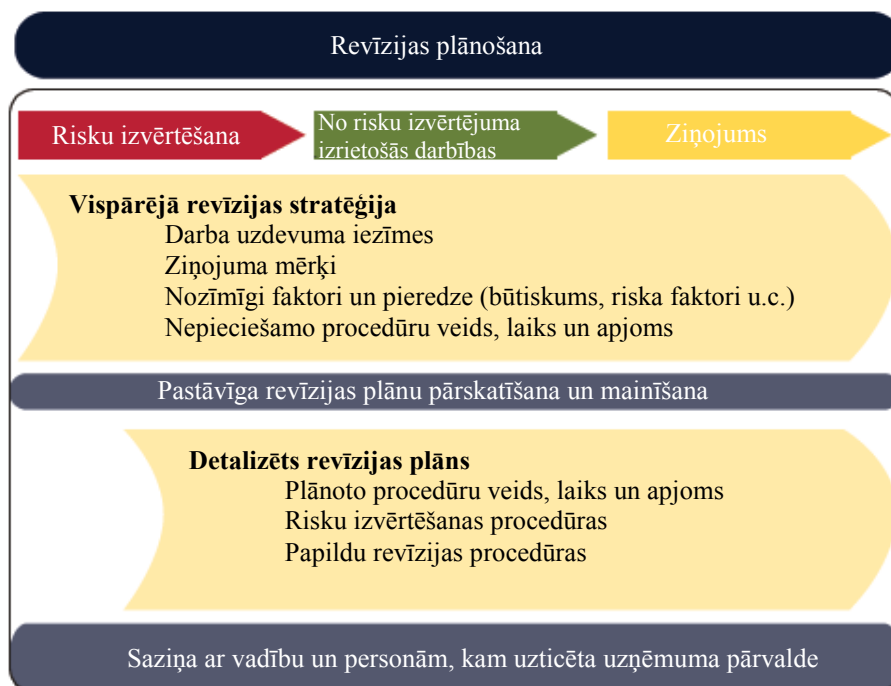 Revīzijas plānošana
Risku izvērtēšana
No risku izvērtējuma
izrietošās darbības
Ziņojums
Vispārējā revīzijas stratēģija
Darba uzdevuma iezīmes
Ziņojuma mērķi
Nozīmīgi faktori un pieredze (būtiskums, riska faktori u.c.)
Nepieciešamo procedūru veids, laiks un apjoms
Pastāvīga revīzijas plānu pārskatīšana un mainīšana
Detalizēts revīzijas plāns
Plānoto procedūru veids, laiks un apjoms
Risku izvērtēšanas procedūras
Papildu revīzijas procedūras
Saziņa ar vadību un personām, kam uzticēta uzņēmuma pārvalde